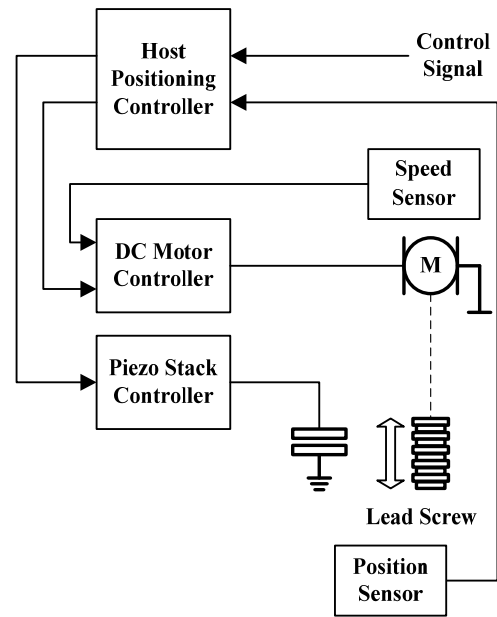 Host
Positioning
Controller
Control
Signal
Speed
Sensor
DC Motor
Controller
M
Piezo Stack
Controller
Lead Screw
Position
Sensor